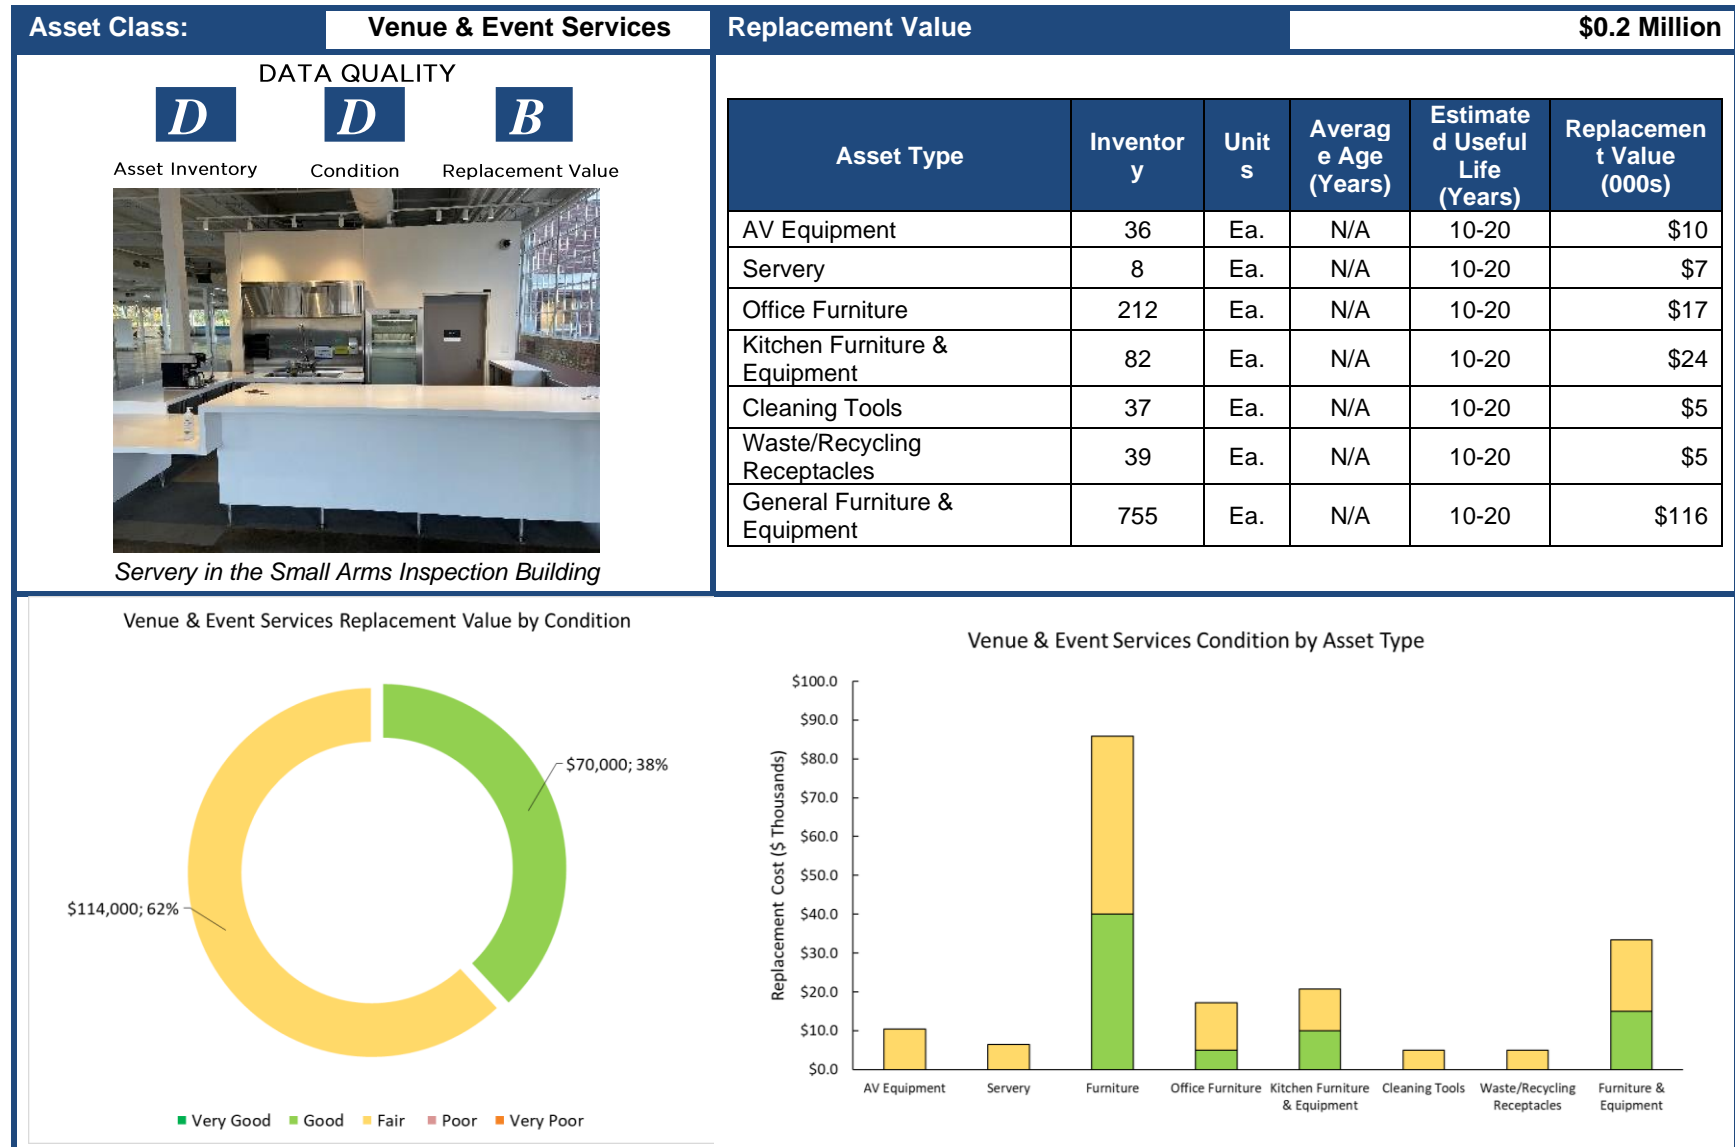 Asset Class:
Venue & Event Services
Replacement Value
$0.2 Million
DATA QUALITY
D
D
B
Asset Inventory
Condition
Replacement Value
Servery in the Small Arms Inspection Building
Asset Type
Inventor
y
Unit
s
Averag
e Age
(Years)
Estimate
d Useful
Life
(Years)
Replacemen
t Value
(000s)
AV Equipment
36
Ea.
N/A
10-20
$10
Servery
8
Ea.
N/A
10-20
$7
Office Furniture
212
Ea.
N/A
10-20
$17
Kitchen Furniture &
Equipment
82
Ea.
N/A
10-20
$24
Cleaning Tools
37
Ea.
N/A
10-20
$5
Waste/Recycling
Receptacles
39
Ea.
N/A
10-20
$5
General Furniture &
Equipment
755
Ea.
N/A
10-20
$116
Venue & Event Services Replacement Value by Condition
$70,000; 38%
$114,000; 62%
Very Good
Good
Fair
Poor
Very Poor
Venue & Event Services Condition by Asset Type
Replacement Cost ($ Thousands)
$100.0
$90.0
$80.0
$70.0
$60.0
$50.0
$40.0
$30.0
$20.0
$10.0
$0.0
AV Equipment
Servery
Furniture
Office Furniture
Kitchen Furniture
& Equipment
Cleaning Tools
Waste/Recycling
Receptacles
Furniture &
Equipment